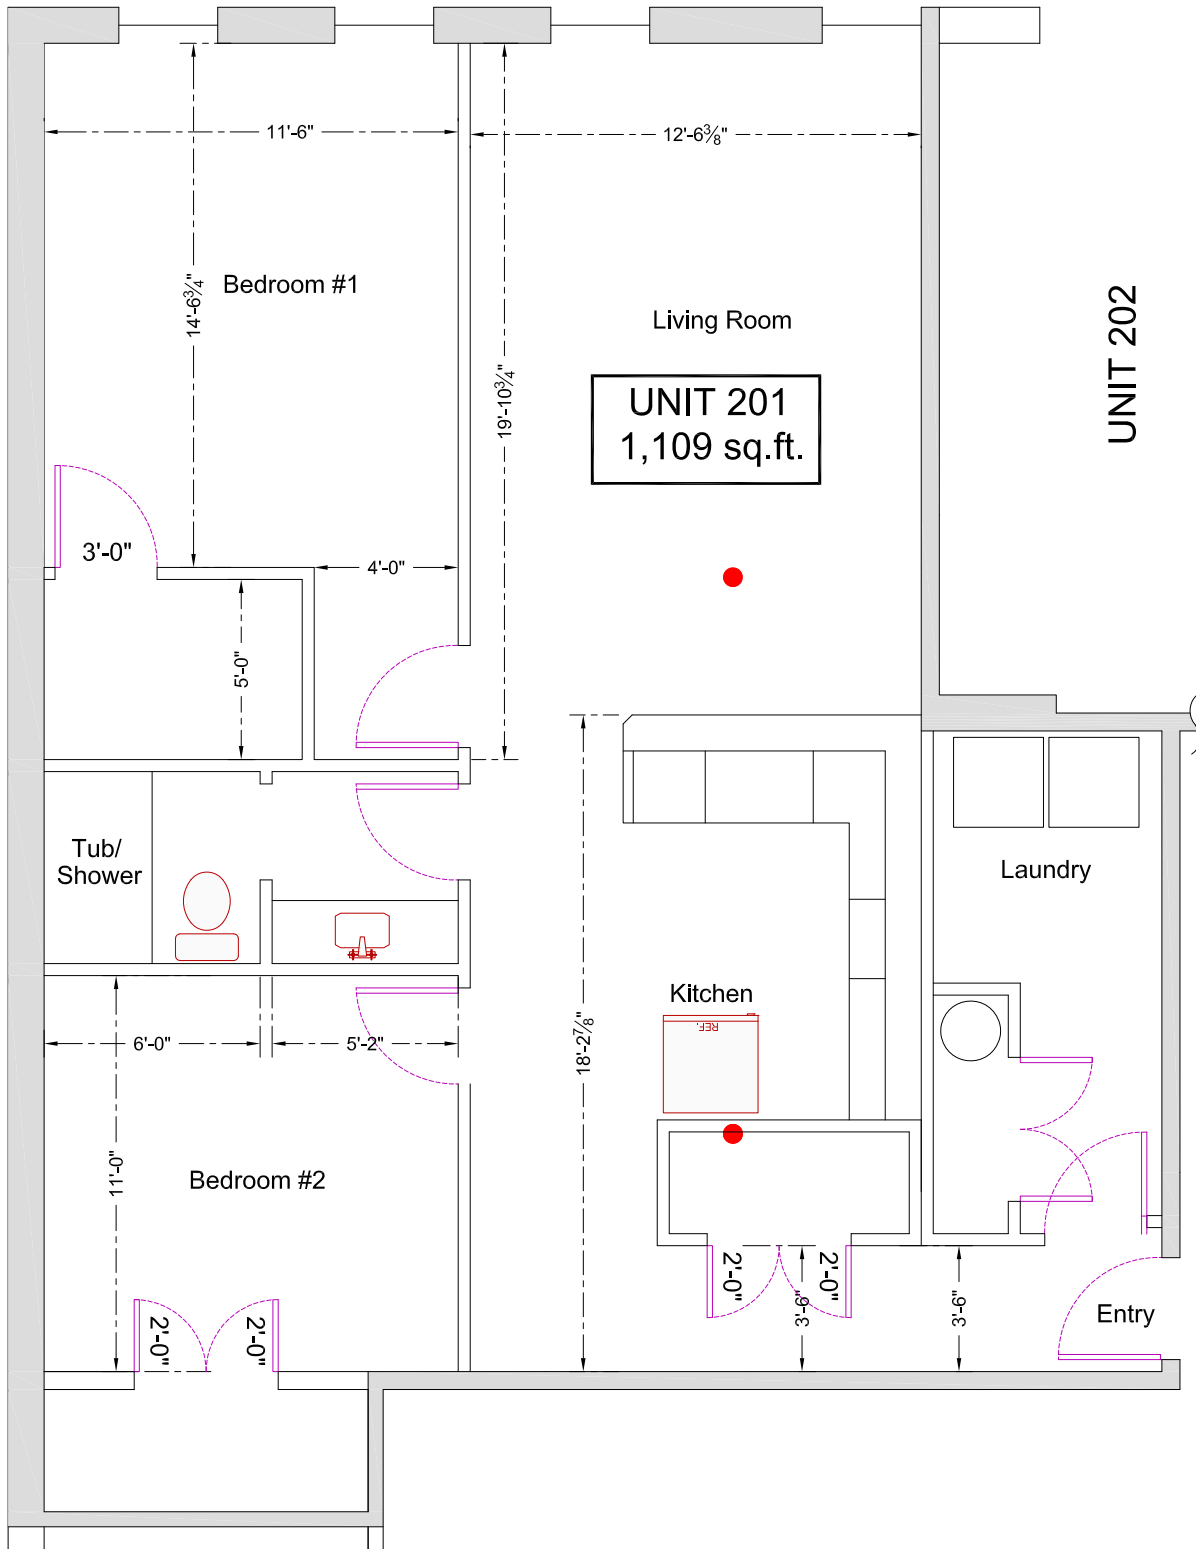 11'-6"
12'-6⅜"
14'-6¾"
Bedroom #1
Living Room
19'-10¾"
UNIT 201
1,109 sq.ft.
UNIT 202
3'-0"
4'-0"
5'-0"
Tub/
Shower
Laundry
Kitchen
REF.
18'-2⅞"
6'-0"
5'-2"
11'-0"
Bedroom #2
2'-0"
2'-0"
2'-0"
2'-0"
3'-6"
3'-6"
Entry